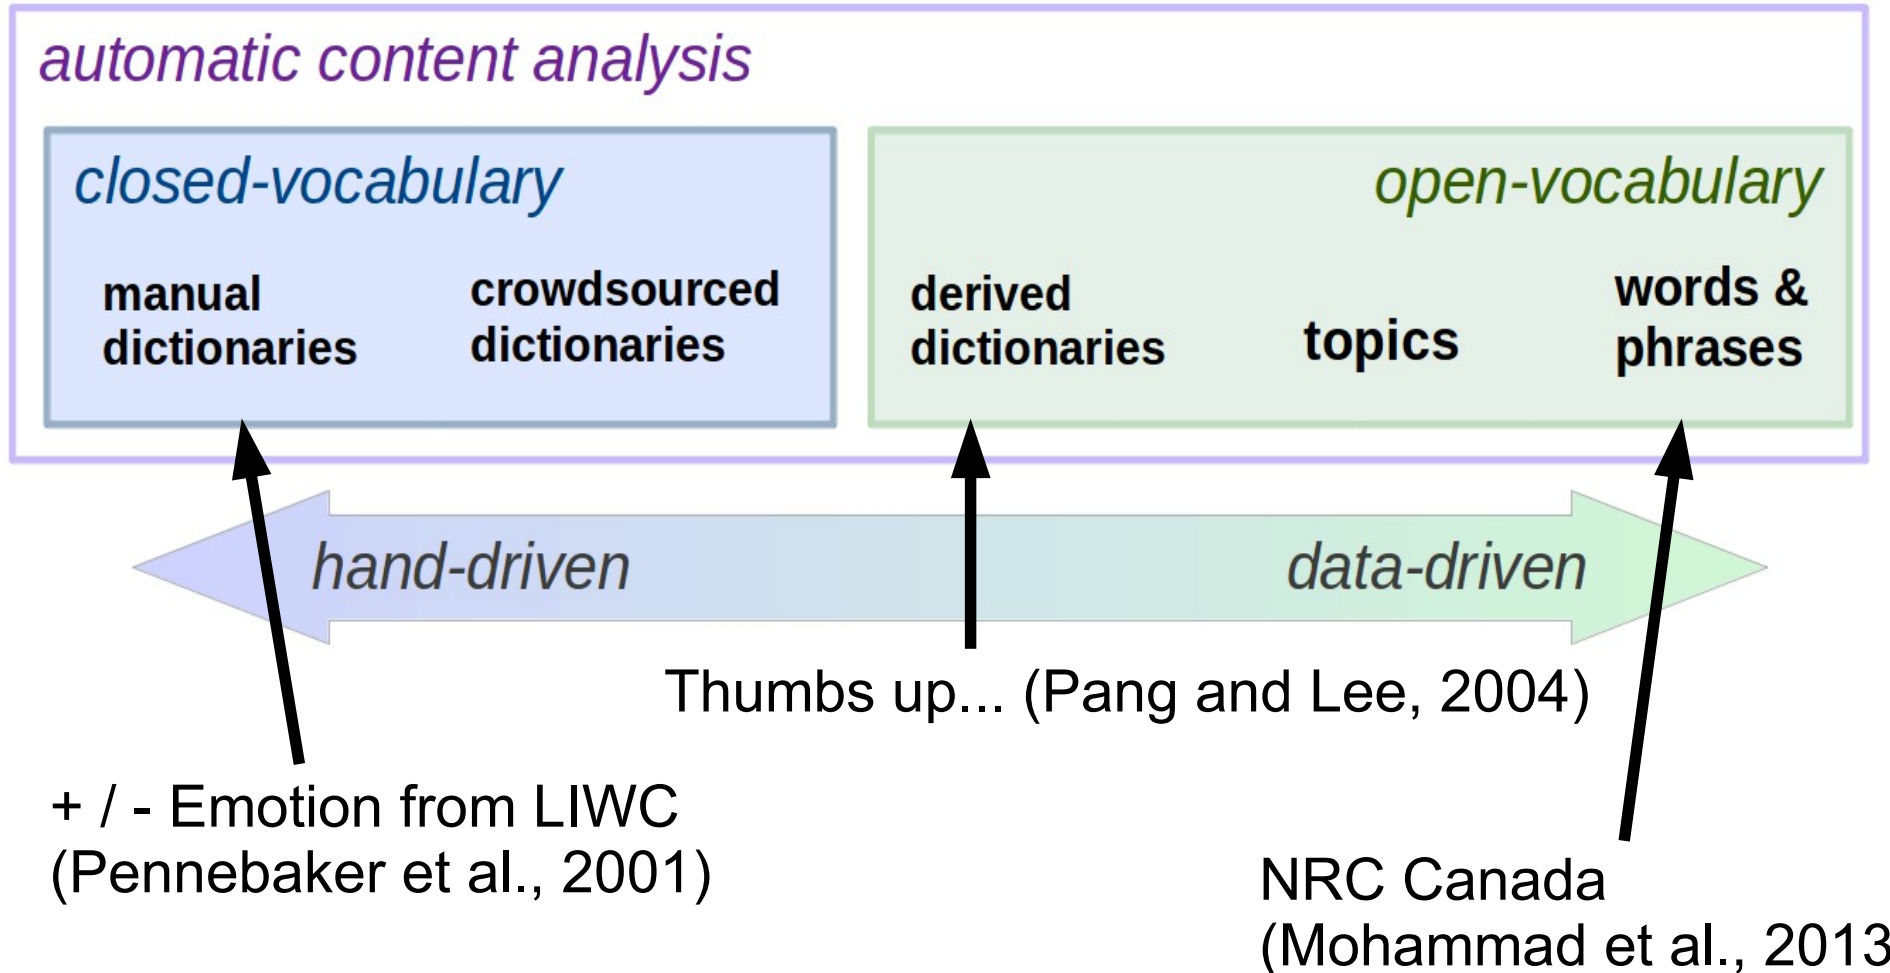 automatic content analysis
closed-vocabulary
manual
dictionaries
crowdsourced
dictionaries
open-vocabulary
derived
dictionaries
topics
words &
phrases
hand-driven
data-driven
Thumbs up... (Pang and Lee, 2004)
+ / - Emotion from LIWC
(Pennebaker et al., 2001)
NRC Canada
(Mohammad et al., 2013